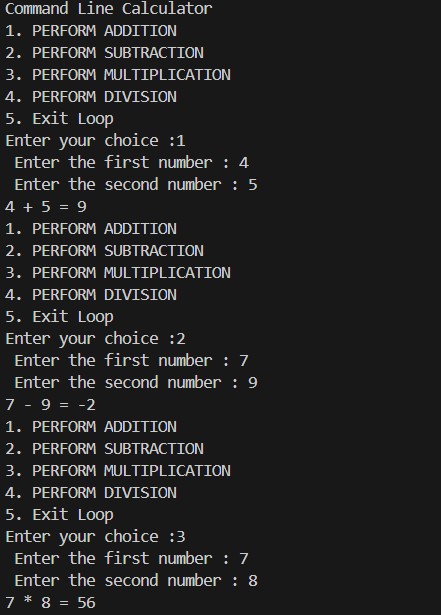 Command Line Calculator
1. PERFORM ADDITION
2. PERFORM SUBTRACTION
3. PERFORM MULTIPLICATION
4. PERFORM DIVISION
5. Exit Loop
Enter your choice :1
 Enter the first number : 4
 Enter the second number : 5
4 + 5 = 9
1. PERFORM ADDITION
2. PERFORM SUBTRACTION
3. PERFORM MULTIPLICATION
4. PERFORM DIVISION
5. Exit Loop
Enter your choice :2
 Enter the first number : 7
 Enter the second number : 9
7 - 9 = -2
1. PERFORM ADDITION
2. PERFORM SUBTRACTION
3. PERFORM MULTIPLICATION
4. PERFORM DIVISION
5. Exit Loop
Enter your choice :3
 Enter the first number : 7
 Enter the second number : 8
7 * 8 = 56